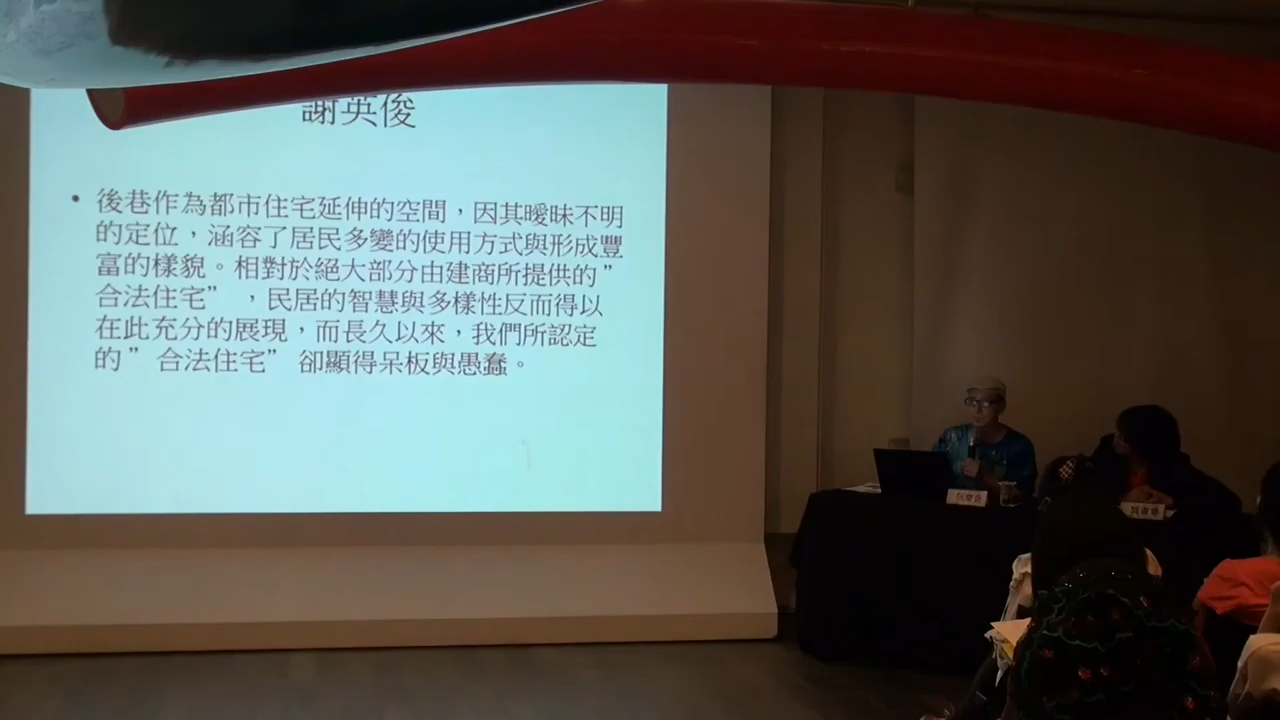 謝英俊
• 後巷作為都市住宅延伸的空間，因其曖昧不明
的定位，涵容了居民多變的使用方式與形成豐
富的樣貌。相對於絕大部分由建商所提供的”
合法住宅” ，民居的智慧與多樣性反而得以
在此充分的展現，而長久以來，我們所認定
的” 合法住宅” 卻顯得呆板與愚蠢。